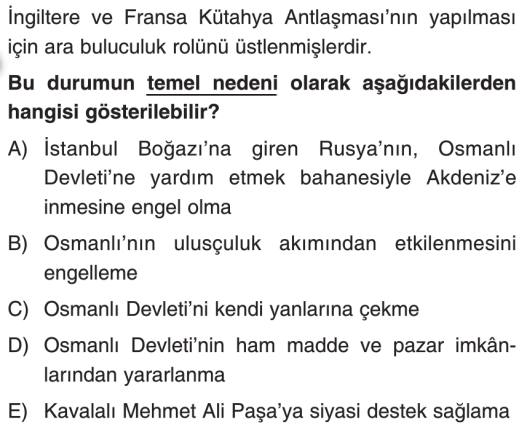 İngiltere ve Fransa Kütahya Antlaşması’nın yapılması
için ara buluculuk rolünü üstlenmişlerdir.
Bu durumun temel nedeni olarak aşağıdakilerden
hangisi gösterilebilir?
A) İstanbul Boğazı’na giren Rusya’nın, Osmanlı
Devleti’ne yardım etmek bahanesiyle Akdeniz’e
inmesine engel olma
B) Osmanlı’nın ulusçuluk akımından etkilenmesini
engelleme
C) Osmanlı Devleti’ni kendi yanlarına çekme
D) Osmanlı Devleti’nin ham madde ve pazar imkân-
larından yararlanma
E) Kavalalı Mehmet Ali Paşa’ya siyasi destek sağlama